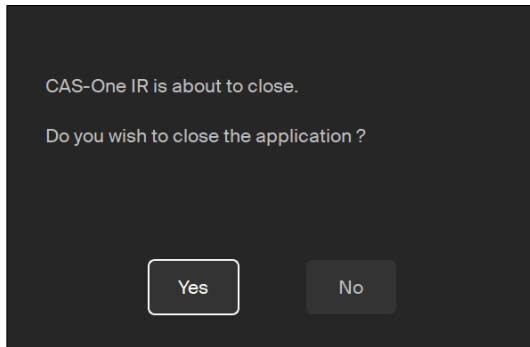 CAS-One IR is about to close.
Do you wish to close the application ?
Yes
No